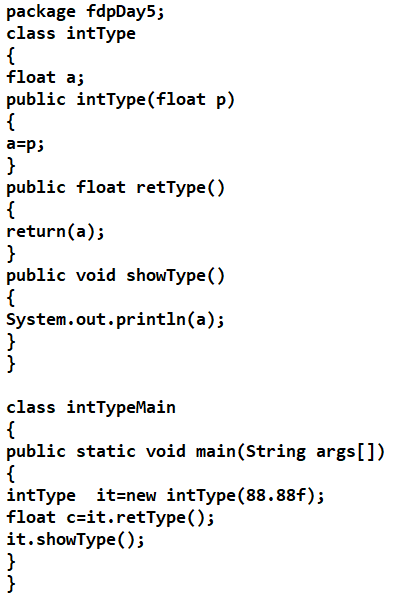 package fdpDay5;
class intType
{
float a;
public intType(float p)
{
a=p;
}
public float retType()
{
return(a);
}
public void showType()
{
System.out.println(a);
}
}

class intTypeMain
{
public static void main(String args[])
{
intType  it=new intType(88.88f);
float c=it.retType();
it.showType();
}
}